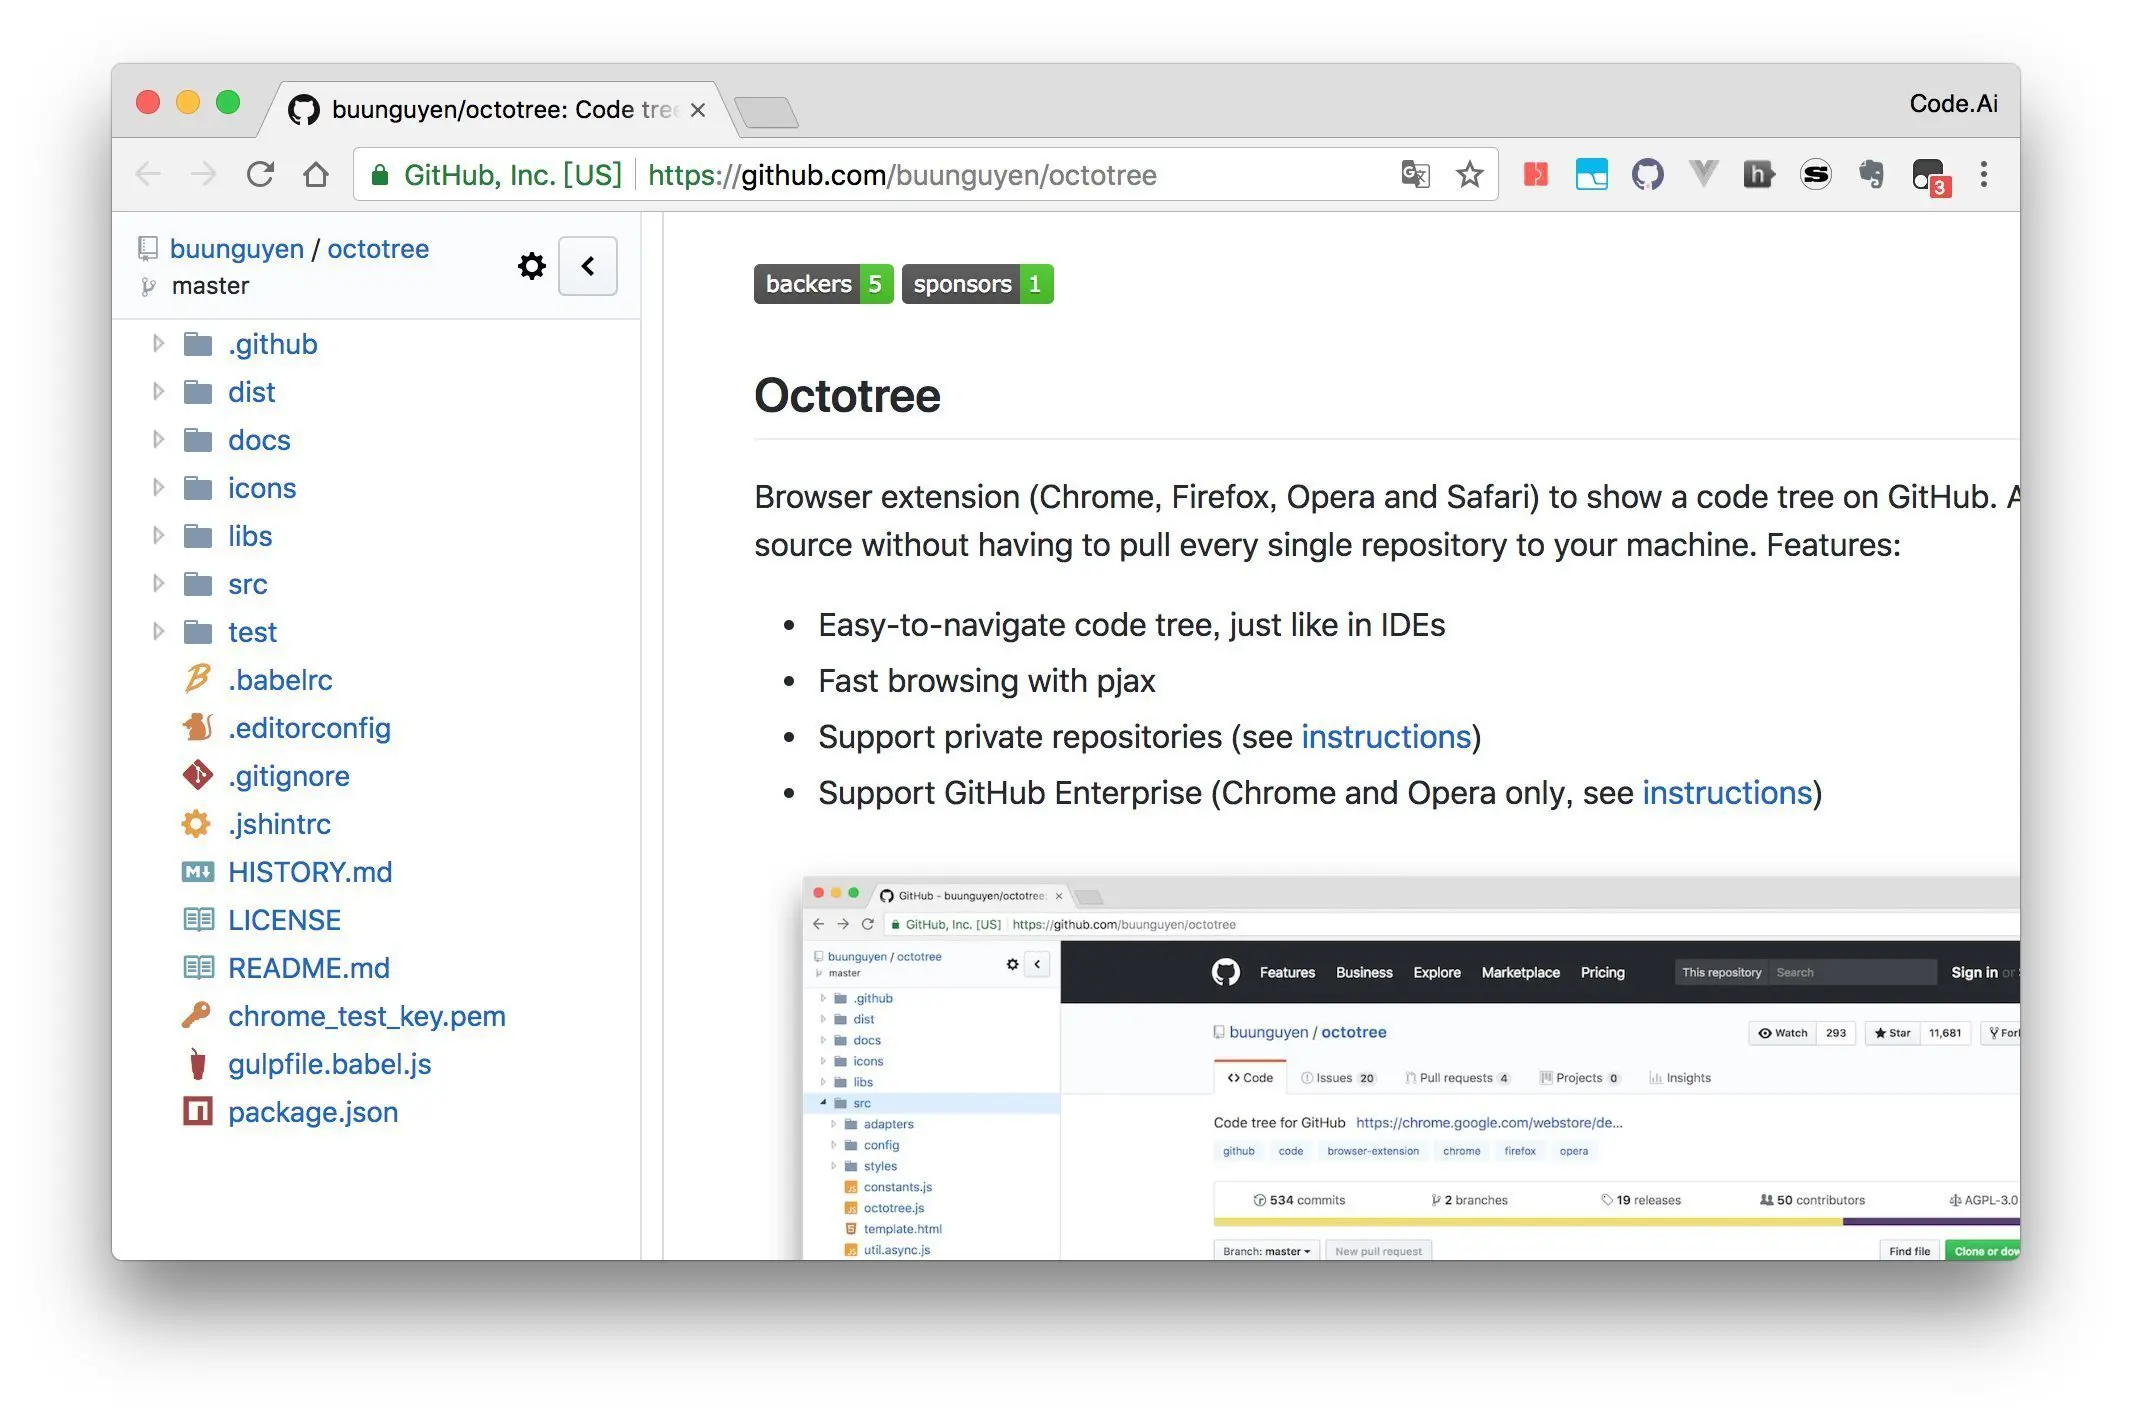 buunguyen/octotree: Code tree
Code.Ai
GitHub, Inc. [US] https://github.com/buunguyen/octotree
3
buunguyen / octotree
master
.github
dist
docs
icons
libs
src
test
.babelrc
.editorconfig
.gitignore
.jshintrc
HISTORY.md
LICENSE
README.md
chrome_test_key.pem
gulpfile.babel.js
package.json
backers 5 sponsors 1
Octotree
Browser extension (Chrome, Firefox, Opera and Safari) to show a code tree on GitHub. A
source without having to pull every single repository to your machine. Features:
• Easy-to-navigate code tree, just like in IDEs
• Fast browsing with pjax
• Support private repositories (see instructions)
• Support GitHub Enterprise (Chrome and Opera only, see instructions)
GitHub - buunguyen/octotree:
GitHub, Inc. [US] https://github.com/buunguyen/octotree
buunguyen / octotree
master
.github
dist
docs
icons
libs
src
adapters
config
styles
constants.js
octotree.js
template.html
util.async.js
Features Business Explore Marketplace Pricing This repository Search Sign in or
buunguyen / octotree Watch 293 Star 11,681 Fork
Code Issues 20 Pull requests 4 Projects 0 Insights
Code tree for GitHub https://chrome.google.com/webstore/de...
github code browser-extension chrome firefox opera
534 commits 2 branches 19 releases 50 contributors AGPL-3.0
Branch: master New pull request Find file Clone or dow